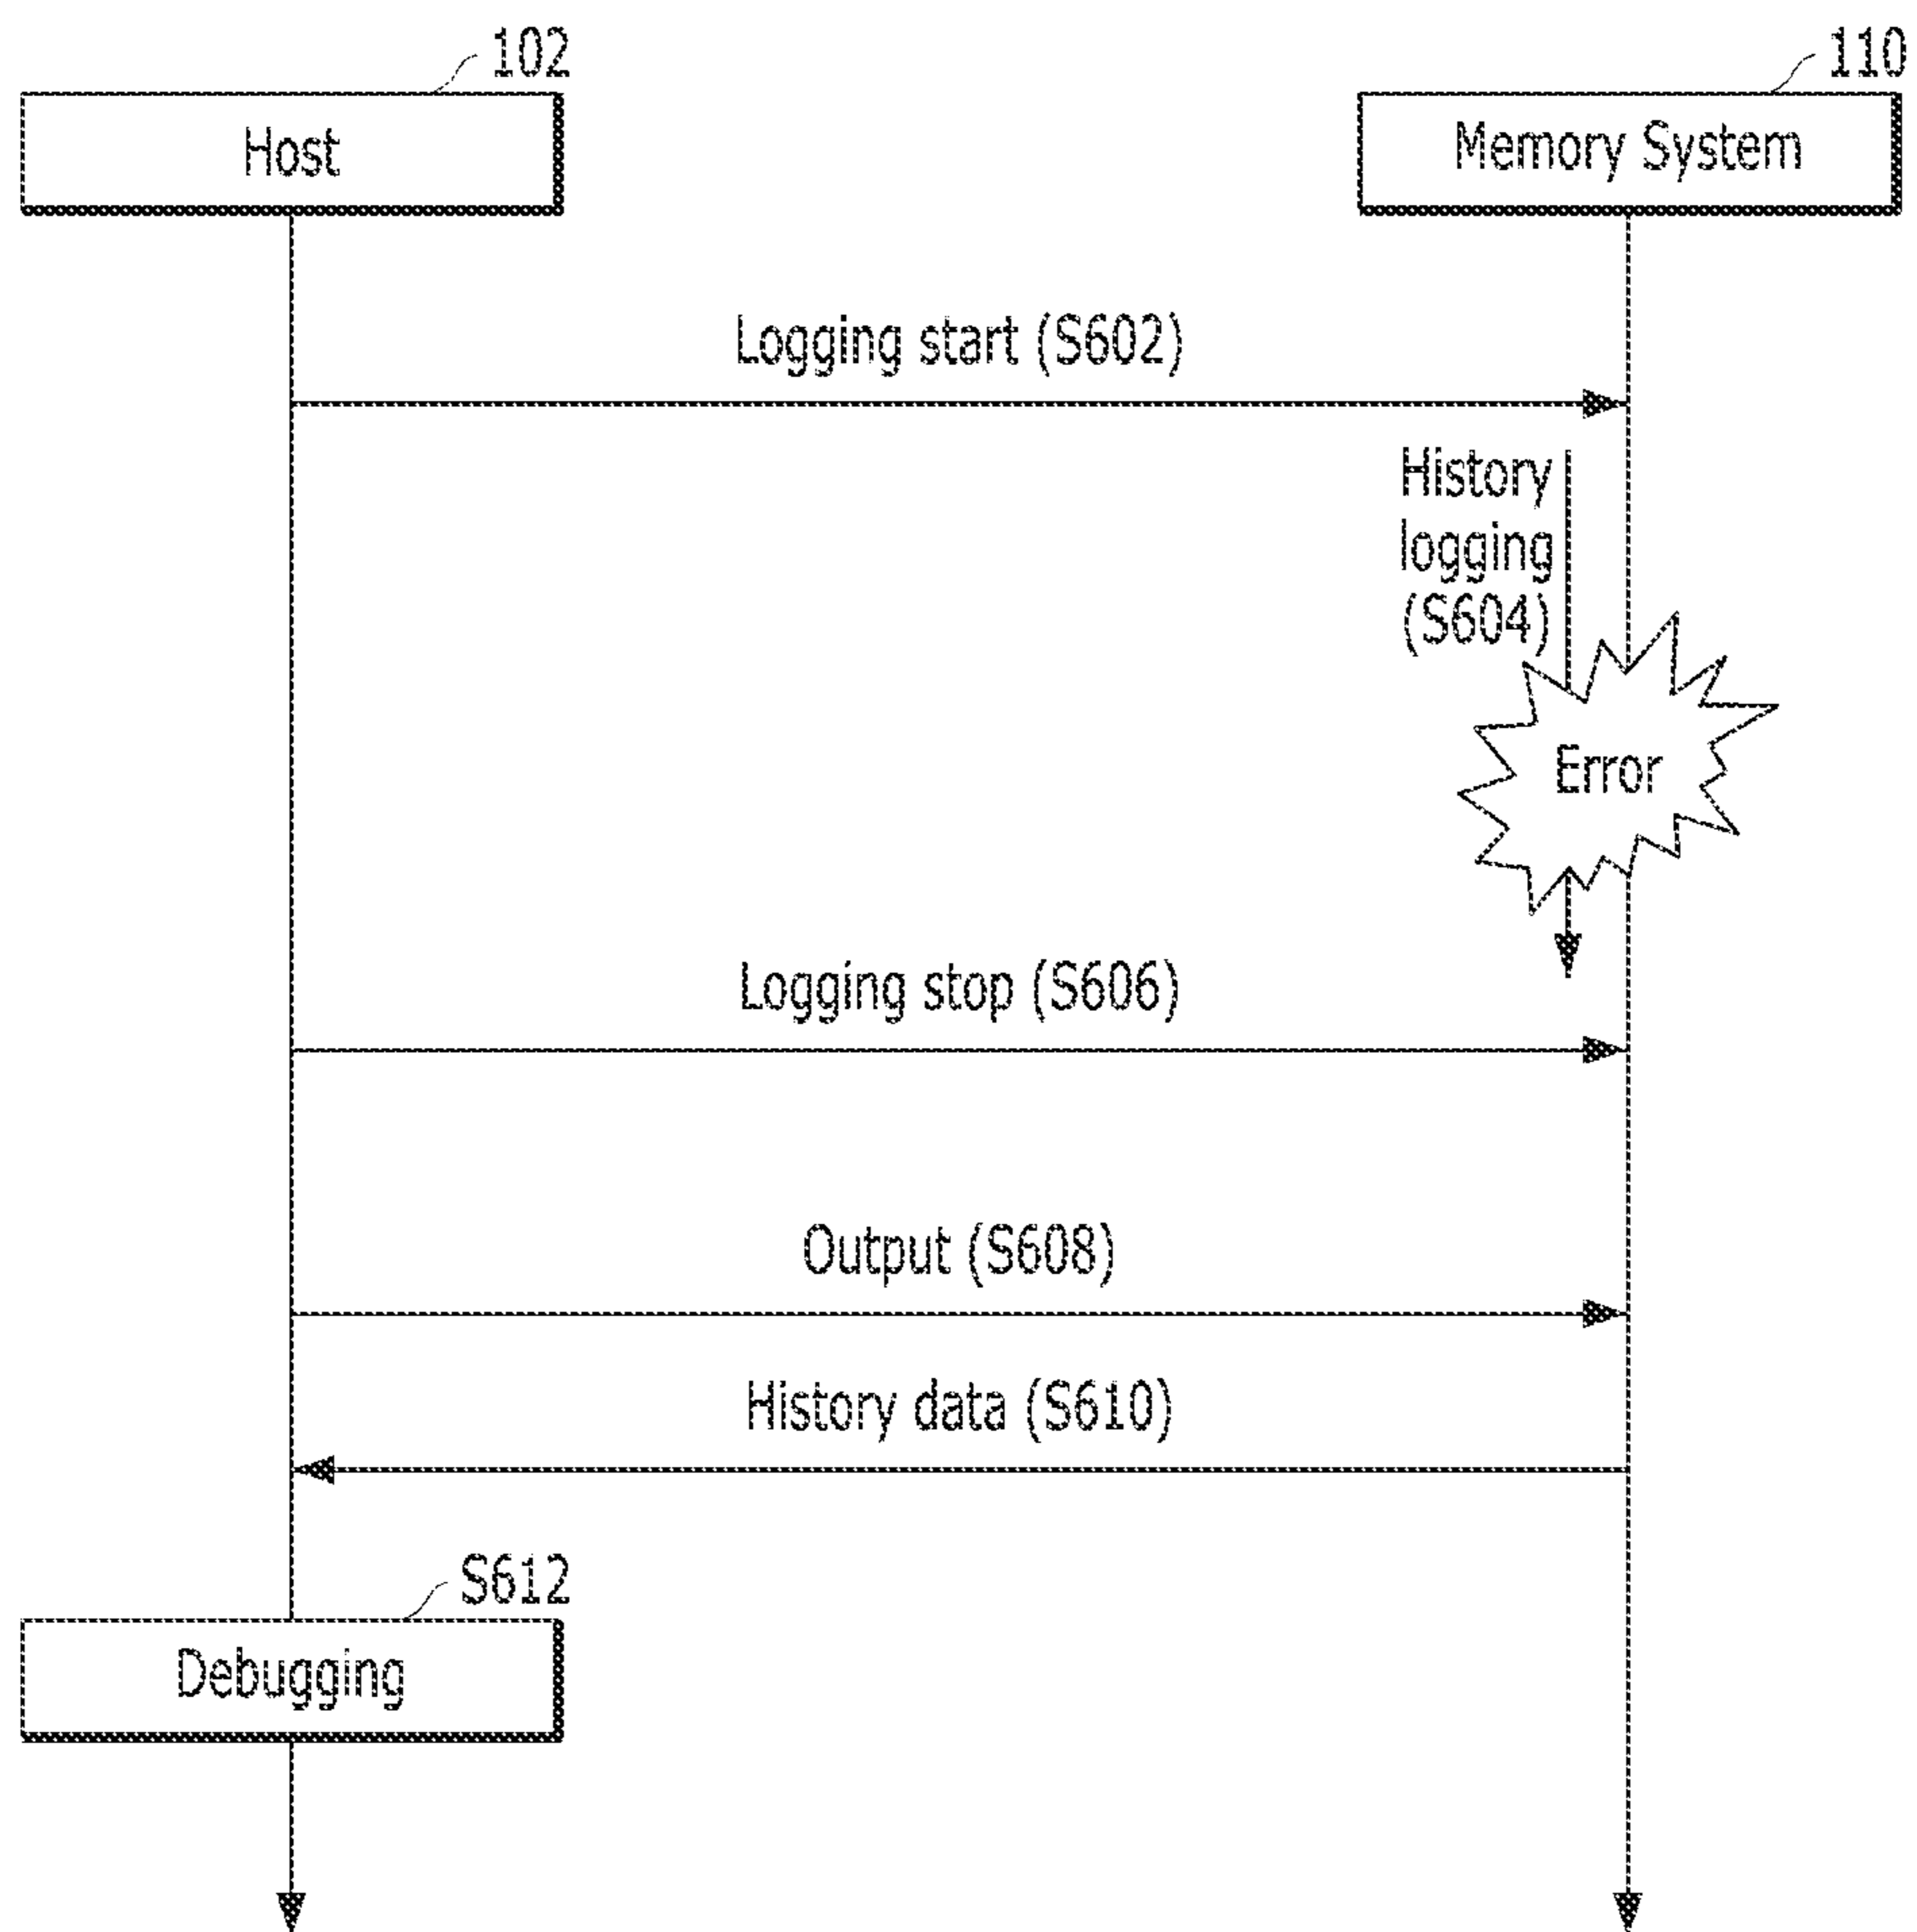 102
110
Host
Memory System
Logging start (S602)
History
logging
(S604)
Error
Logging stop (S606)
Output (S608)
History data (S610)
S612
Debugging